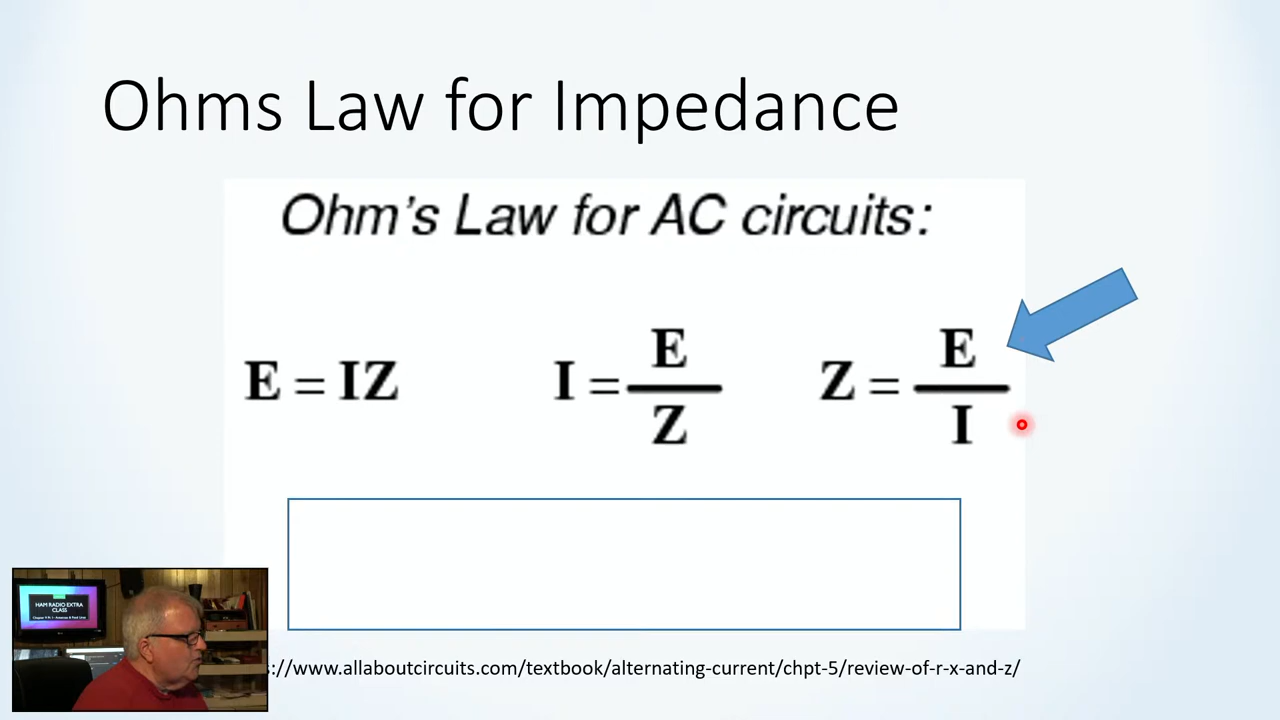 Ohms Law for Impedance
Ohm's Law for AC circuits:
E = IZ I = E/Z Z = E/I
HAM RADIO EXTRA
CLASS
://www.allaboutcircuits.com/textbook/alternating-current/chpt-5/review-of-r-x-and-z/